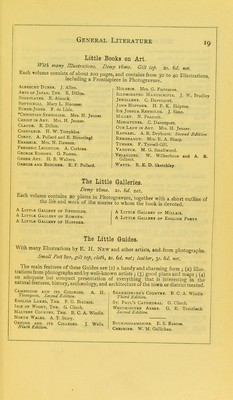 GENERAL LITERATURE 19
Little Books on Art
With many Illustrations. Demy 16mo. Gilt top. 2s. 6d. net.
Each volume consists of about 200 pages, and contains from 30 to 40 Illustrations,
including a Frontispiece in Photogravure.
ALBRECHT DURER. J. Allen.
ARTS OF JAPAN, THE. E. Dillon.
BOOKPLATES. E. Almack.
BOTTICELLI. Mary L. Bloomer.
BURNE-JONES. F. de Lisle.
CHRISTIAN SYMBOLISM. Mrs. H. Jenner.
CHRIST IN ART. Mrs. H. Jenner.
CLAUDE. E. Dillon.
CONSTABLE. H. W. Tompkins.
COROT. A. Pollard and E. Birnstingl.
ENAMELS. Mrs. N. Dawson.
FREDERIC LEIGHTON. A. Corkran.
GEORGE ROMNEY. G. Paston.
GREEK ART. H. B. Walters.
GREUZE AND BOUCHER. E. F. Pollard.
HOLBEIN. Mrs. G. Fortescue.
ILLUMINATED MANUSCRIPTS. J. W. Bradley
JEWELLERY. C. Davenport.
JOHN HOPPNER. H. P. K. Skipton.
SIR JOSHUA REYNOLDS. J. Sime.
MILLET. N. Peacock.
MINIATURES. C. Davenport.
OUR LADY IN ART. Mrs. H. Jenner.
RAPHAEL. A. R. Dryhurst. Second Edition
REMBRANDT. Mrs. E. A. Sharp.
TURNER. F. Tyrrell-Gill.
VANDYCK. M. G. Smallwood.
VELAZQUEZ. W. Wilberforce and A. R.
Gilbert.
WATTS. R. E. D. Sketchley.
The Little Galleries.
Demy 16mo. 2s. 6d. net.
Each volume contains 20 plates in Photogravure, together with a short outline of
the life and work of the master to whom the book is devoted.
A LITTLE GALLERY OF REYNOLDS.
A LITTLE GALLERY OF ROMNEY.
A LITTLE GALLERY OF HOPPNER.
A LITTLE GALLERY OF MILLAIS.
A LITTLE GALLERY OF ENGLISH POETS
The Little Guides.
With many Illustrations by E. H. NEW and other artists, and from photographs.
Small Pott 8vo, gilt top, cloth, 2s. 6d. net; leather, 3s. 6d. net.
The main features of these Guides are (1) a handy and charming form; (2) illus-
trations from photographs and by well-known artists; (3) good plans and maps; (4)
an adequate but compact presentation of everything that is interesting in the
natural features, history, archæology, and architecture of the town or district treated.
CAMBRIDGE AND ITS COLLEGES. A. H.
Thompson. Second Edition.
ENGLISH LAKES, THE. F. G. Brabant.
ISLE OF WIGHT, THE. G. Clinch.
MALVERN COUNTRY, THE. B. C. A. Windle
NORTH WALES. A. T. Story.
OXFORD AND ITS COLLEGES. J. Wells.
SHAKESPEARE'S COUNTRY. B. C. A. Windle
Third Edition.
ST. PAUL'S CATHEDRAL. G. Clinch.
WESTMINSTER ABBEY. G. E. Troutbeck
Second Edition.
BUCKINGHAMSHIRE. E. S. Roscoe.
CHESHIRE. W. M. Gallichan.